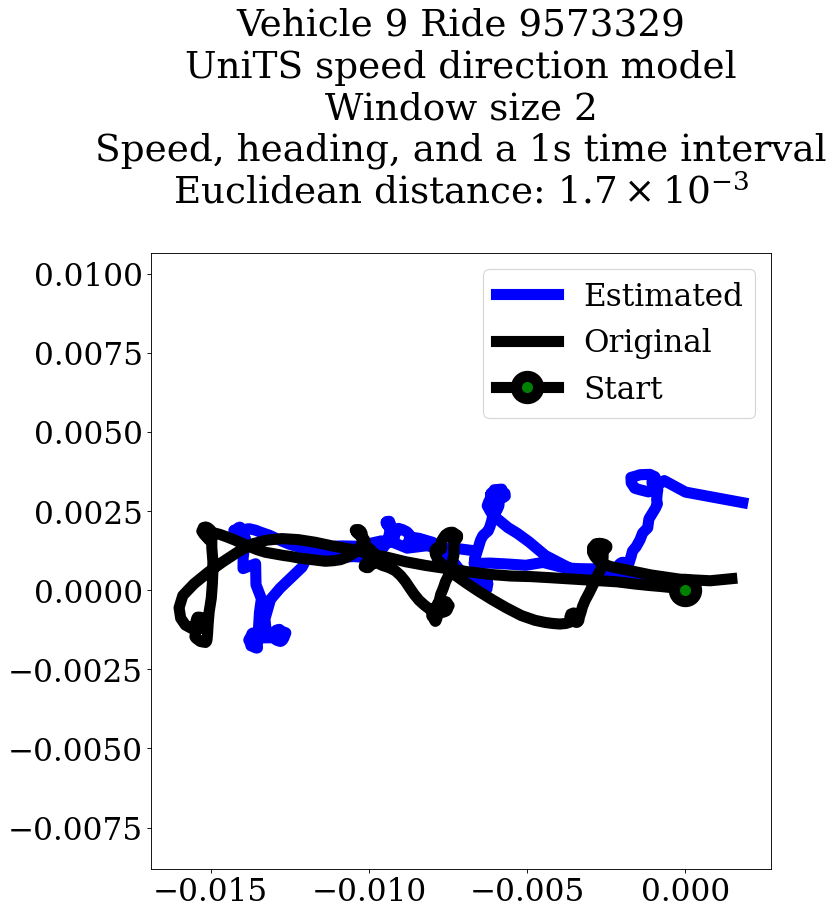 Vehicle 9 Ride 9573329
UniTS speed direction model
Window size 2
Speed, heading, and a 1s time interval
Euclidean distance: 1.7 × 10⁻³
0.0100
0.0075
0.0050
0.0025
0.0000
−0.0025
−0.0050
−0.0075
Estimated
Original
Start
−0.015
−0.010
−0.005
0.000